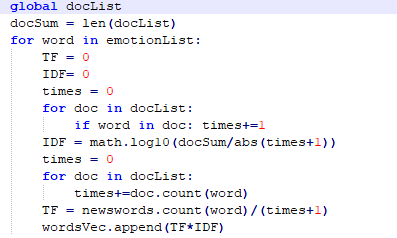 global docList
docSum = len(docList)
for word in emotionList:
    TF = 0
    IDF= 0
    times = 0
    for doc in docList:
        if word in doc: times+=1
    IDF = math.log10(docSum/abs(times+1))
    times = 0
    for doc in docList:
        times+=doc.count(word)
    TF = newswords.count(word)/(times+1)
    wordsVec.append(TF*IDF)